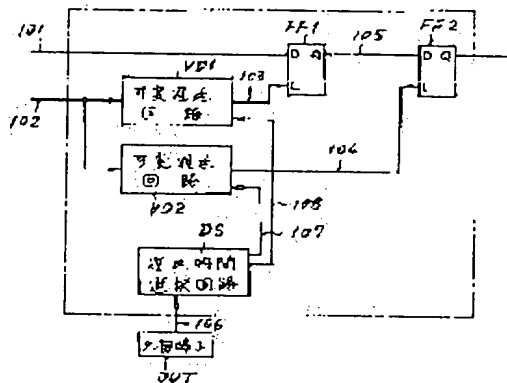 FF1
FF2
101
105
D Q
D Q
VD1
可変遅延
回路
103
102
可変遅延
回路
104
VD2
108
107
DS
遅延時間
選択回路
106
外部端子
OUT